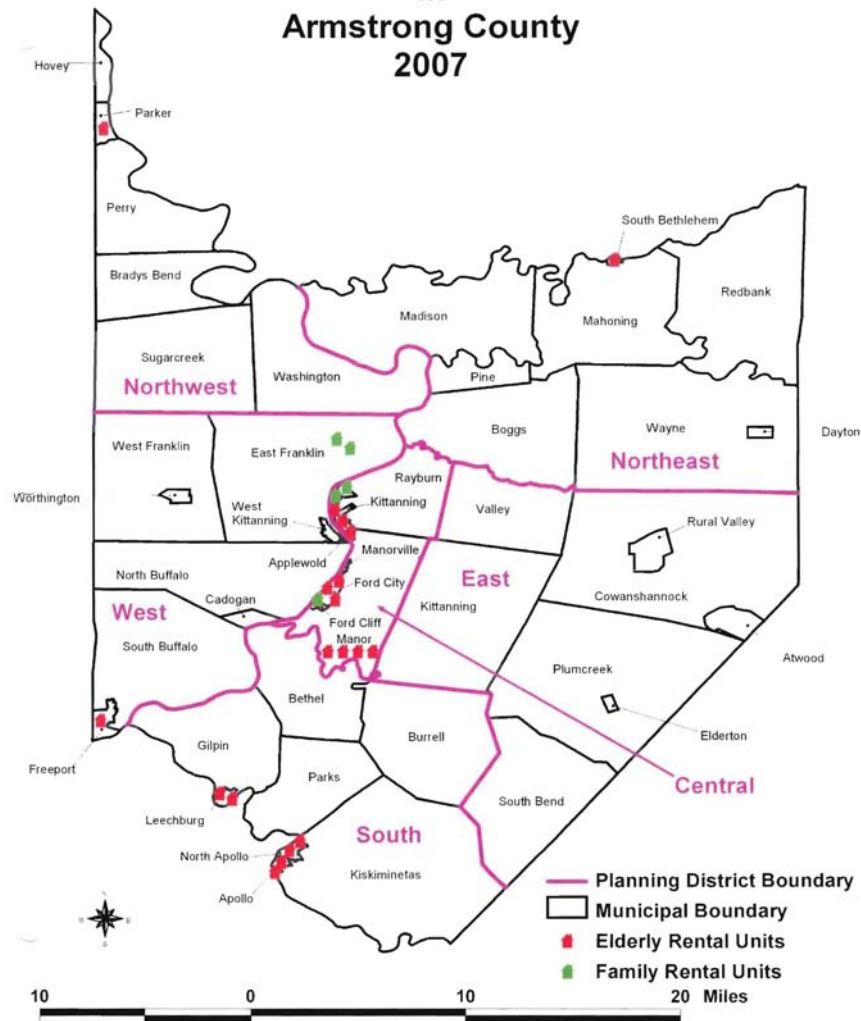 Armstrong County
2007
Hovey
Parker
Perry
South Bethlehem
Bradys Bend
Redbank
Madison
Mahoning
Sugarcreek
Northwest
Washington
Pine
West Franklin
East Franklin
Boggs
Wayne
Dayton
Northeast
Rayburn
Worthington
West
Kittanning
Kittanning
Valley
Rural Valley
Applewold
Manorville
North Buffalo
Ford City
East
Cadogan
Kittanning
Cowanshannock
West
Ford Cliff
Manor
South Buffalo
Atwood
Plumcreek
Bethel
Elderton
Gilpin
Burrell
Freeport
Parks
Central
Leechburg
South Bend
South
North Apollo
Kiskiminetas
Apollo
Planning District Boundary
Municipal Boundary
Elderly Rental Units
Family Rental Units
10 0 10 20 Miles